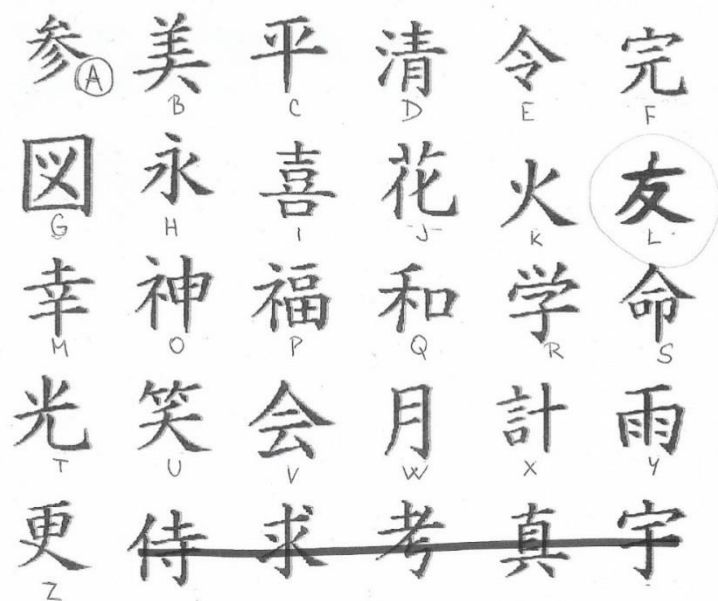 参 美 平 清 令 完
A B C D E F
図 永 喜 花 火 友
G H I J K L
幸 神 福 和 学 命
M O P Q R S
光 笑 会 月 計 雨
T U V W X Y
更 侍 求 考 真 宇
Z